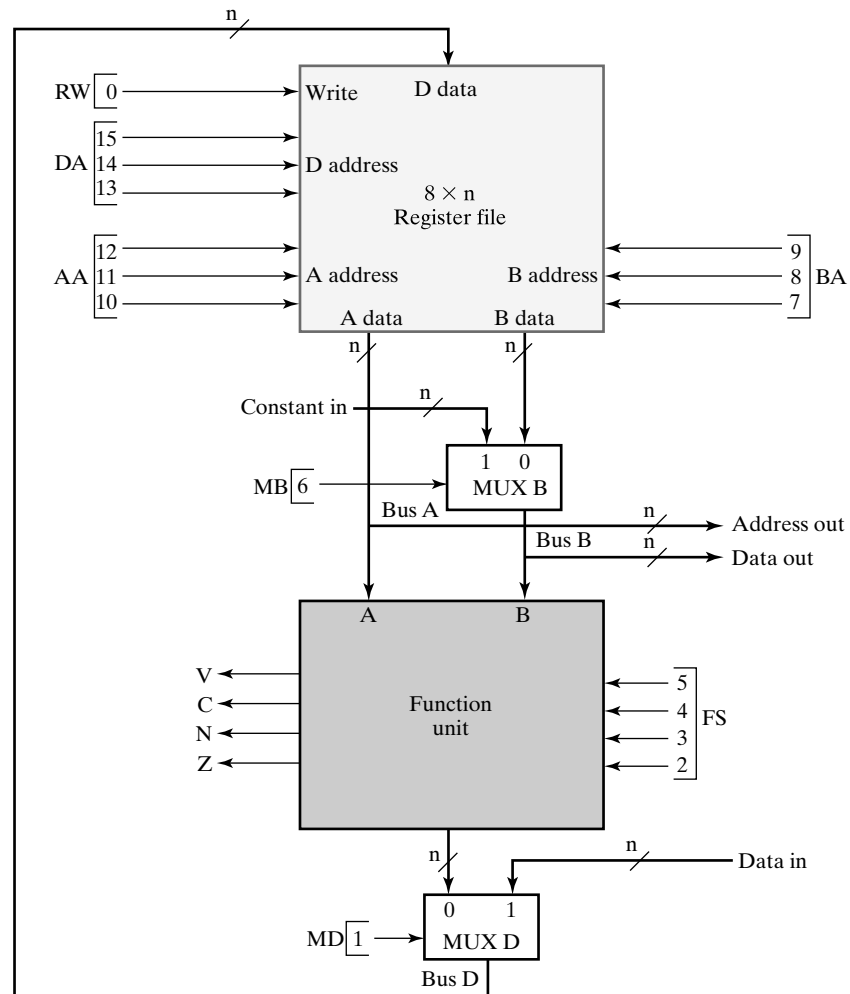 n
RW 0 Write D data
15
DA 14 D address
13
8 × n
Register file
12 9
AA 11 A address B address 8 BA
10 7
A data B data
n n
Constant in n
1 0
MB 6 MUX B
Bus A n Address out
Bus B n Data out
A B
V 5
C Function 4 FS
N unit 3
Z 2
n n Data in
0 1
MD 1 MUX D
Bus D